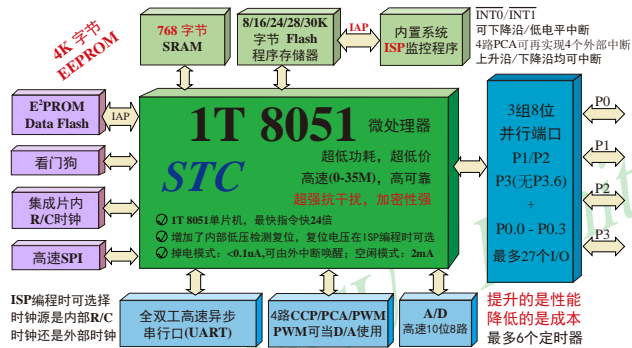 4K 字节
EEPROM
768 字节
SRAM
8/16/24/28/30K
字节 Flash
程序存储器
IAP
内置系统
ISP监控程序
INT0/INT1
可下降沿/低电平中断
4路PCA可再实现4个外部中断
上升沿/下降沿均可中断
E²PROM
Data Flash
IAP
看门狗
集成片内
R/C时钟
高速SPI
1T 8051 微处理器
STC
超低功耗，超低价
高速(0-35M)，高可靠
超强抗干扰，加密性强
1T 8051单片机，最快指令快24倍
增加了内部低压检测复位，复位电压在ISP编程时可选
掉电模式：<0.1uA,可由外中断唤醒；空闲模式：2mA
3组8位
并行端口
P1/P2
P3(无P3.6)
+
P0.0 - P0.3
最多27个I/O
P0
P1
P2
P3
ISP编程时可选择
时钟源是内部R/C
时钟还是外部时钟
全双工高速异步
串行口(UART)
4路CCP/PCA/PWM
PWM可当D/A使用
A/D
高速10位8路
提升的是性能
降低的是成本
最多6个定时器